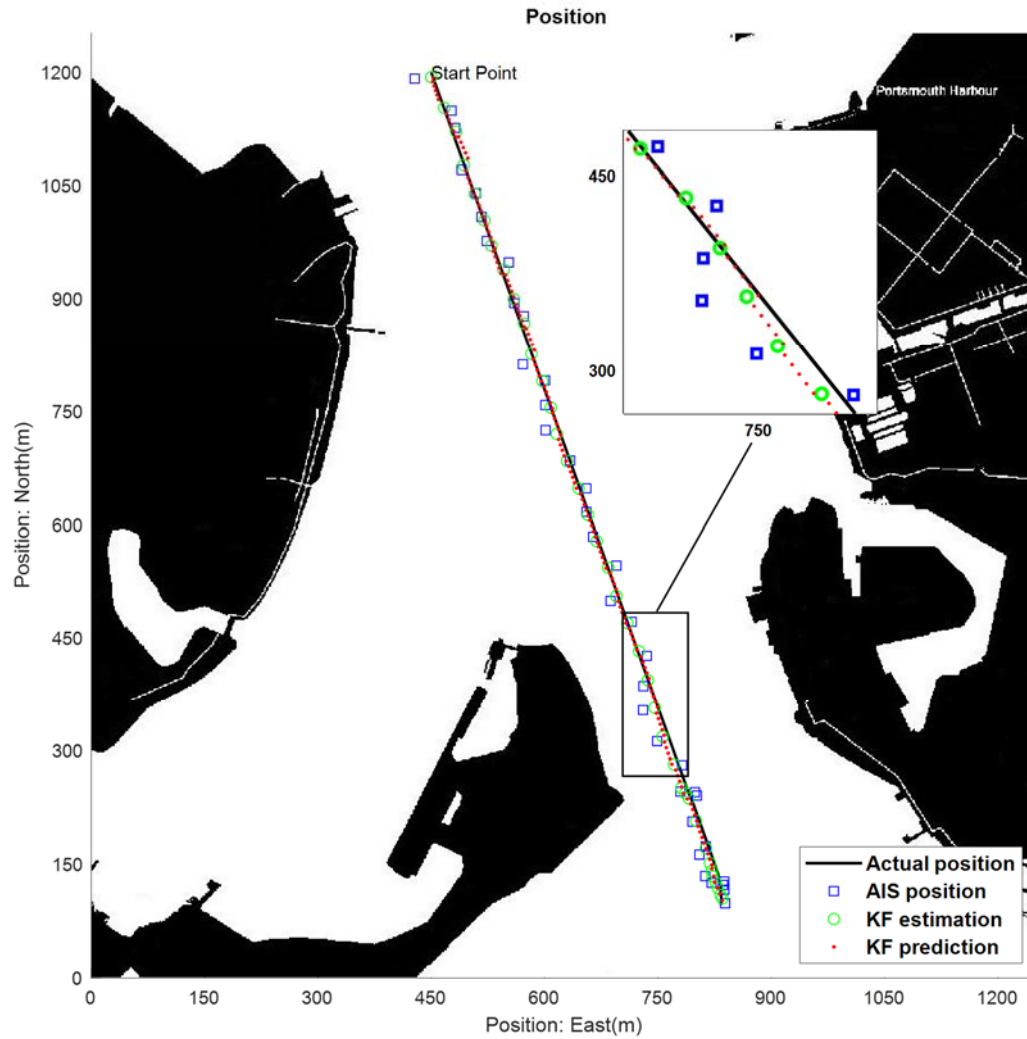 Position
Position: North(m)
1200
1050
900
750
600
450
300
150
0
Start Point
Portsmouth Harbour
450
300
750
Actual position
AIS position
KF estimation
KF prediction
0
150
300
450
600
750
900
1050
1200
Position: East(m)